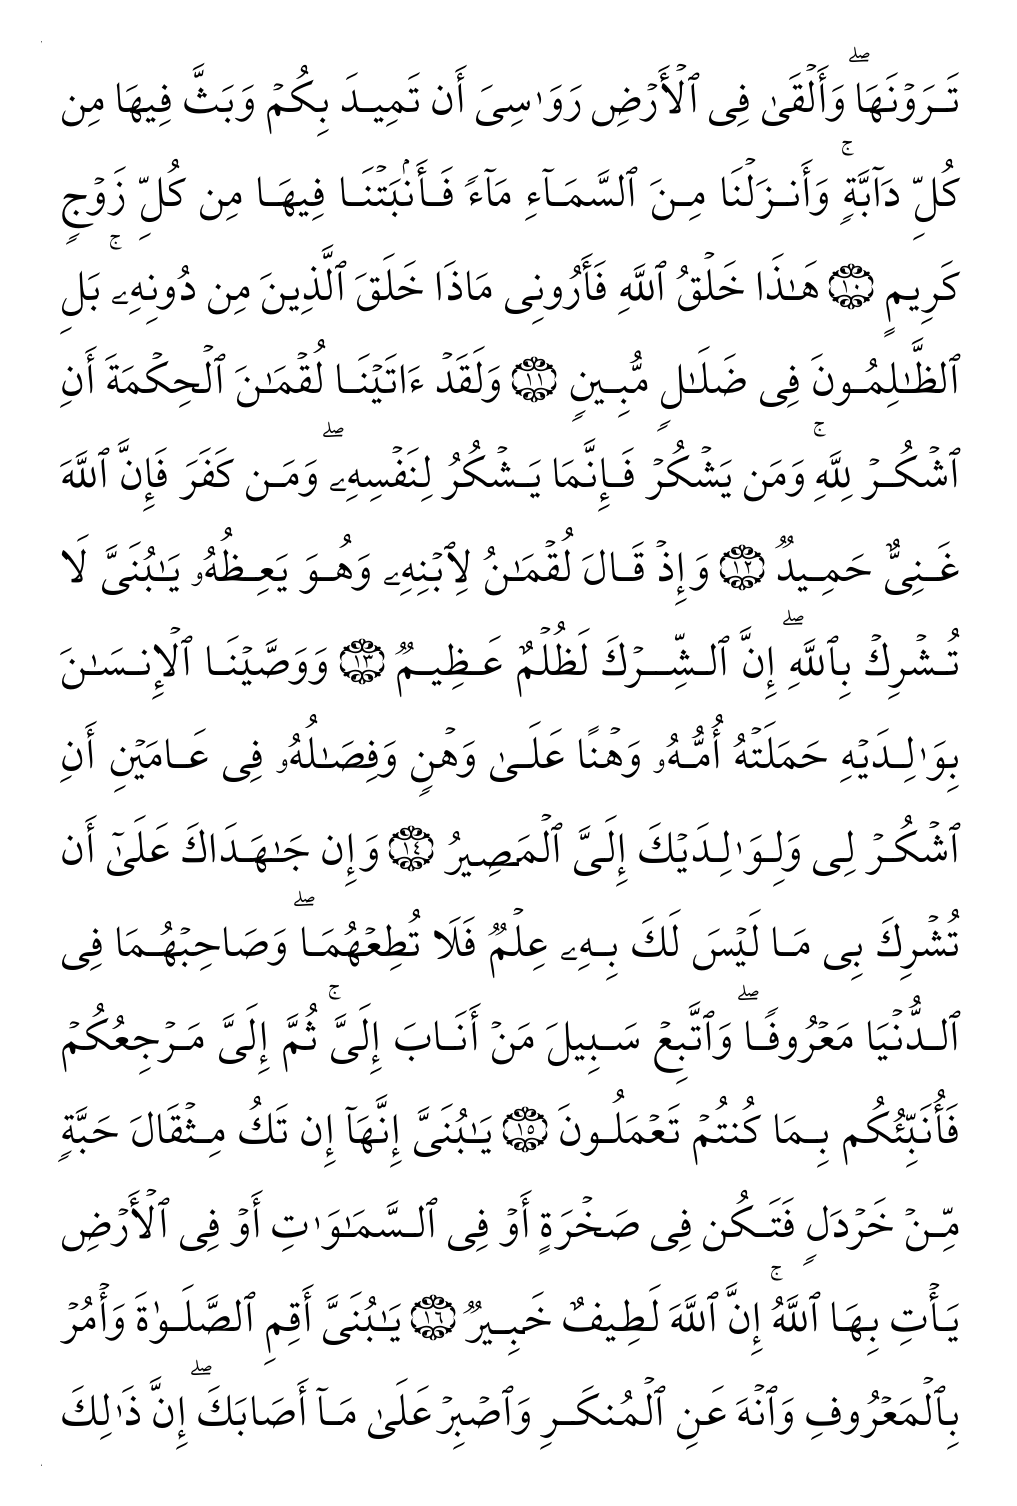 تَرَوۡنَهَاۖ وَأَلۡقَىٰ فِى ٱلۡأَرۡضِ رَوَٰسِىَ أَن تَمِيدَ بِكُمۡ وَبَثَّ فِيهَا مِن
كُلِّ دَآبَّةٍۚ وَأَنزَلۡنَا مِنَ ٱلسَّمَآءِ مَآءً فَأَنۢبَتۡنَا فِيهَا مِن كُلِّ زَوۡجٍ
كَرِيمٍ ١٠ هَٰذَا خَلۡقُ ٱللَّهِ فَأَرُونِى مَاذَا خَلَقَ ٱلَّذِينَ مِن دُونِهِۦۚ بَلِ
ٱلظَّٰلِمُونَ فِى ضَلَٰلٍ مُّبِينٍ ١١ وَلَقَدۡ ءَاتَيۡنَا لُقۡمَٰنَ ٱلۡحِكۡمَةَ أَنِ
ٱشۡكُرۡ لِلَّهِۚ وَمَن يَشۡكُرۡ فَإِنَّمَا يَشۡكُرُ لِنَفۡسِهِۦۖ وَمَن كَفَرَ فَإِنَّ ٱللَّهَ
غَنِىٌّ حَمِيدٌ ١٢ وَإِذۡ قَالَ لُقۡمَٰنُ لِٱبۡنِهِۦ وَهُوَ يَعِظُهُۥ يَٰبُنَىَّ لَا
تُشۡرِكۡ بِٱللَّهِۖ إِنَّ ٱلشِّرۡكَ لَظُلۡمٌ عَظِيمٌ ١٣ وَوَصَّيۡنَا ٱلۡإِنسَٰنَ
بِوَٰلِدَيۡهِ حَمَلَتۡهُ أُمُّهُۥ وَهۡنًا عَلَىٰ وَهۡنٍ وَفِصَٰلُهُۥ فِى عَامَيۡنِ أَنِ
ٱشۡكُرۡ لِى وَلِوَٰلِدَيۡكَ إِلَىَّ ٱلۡمَصِيرُ ١٤ وَإِن جَٰهَدَاكَ عَلَىٰٓ أَن
تُشۡرِكَ بِى مَا لَيۡسَ لَكَ بِهِۦ عِلۡمٌ فَلَا تُطِعۡهُمَاۖ وَصَاحِبۡهُمَا فِى
ٱلدُّنۡيَا مَعۡرُوفًاۖ وَٱتَّبِعۡ سَبِيلَ مَنۡ أَنَابَ إِلَىَّۚ ثُمَّ إِلَىَّ مَرۡجِعُكُمۡ
فَأُنَبِّئُكُم بِمَا كُنتُمۡ تَعۡمَلُونَ ١٥ يَٰبُنَىَّ إِنَّهَآ إِن تَكُ مِثۡقَالَ حَبَّةٍ
مِّنۡ خَرۡدَلٍ فَتَكُن فِى صَخۡرَةٍ أَوۡ فِى ٱلسَّمَٰوَٰتِ أَوۡ فِى ٱلۡأَرۡضِ
يَأۡتِ بِهَا ٱللَّهُۚ إِنَّ ٱللَّهَ لَطِيفٌ خَبِيرٌ ١٦ يَٰبُنَىَّ أَقِمِ ٱلصَّلَوٰةَ وَأۡمُرۡ
بِٱلۡمَعۡرُوفِ وَٱنۡهَ عَنِ ٱلۡمُنكَرِ وَٱصۡبِرۡ عَلَىٰ مَآ أَصَابَكَۖ إِنَّ ذَٰلِكَ